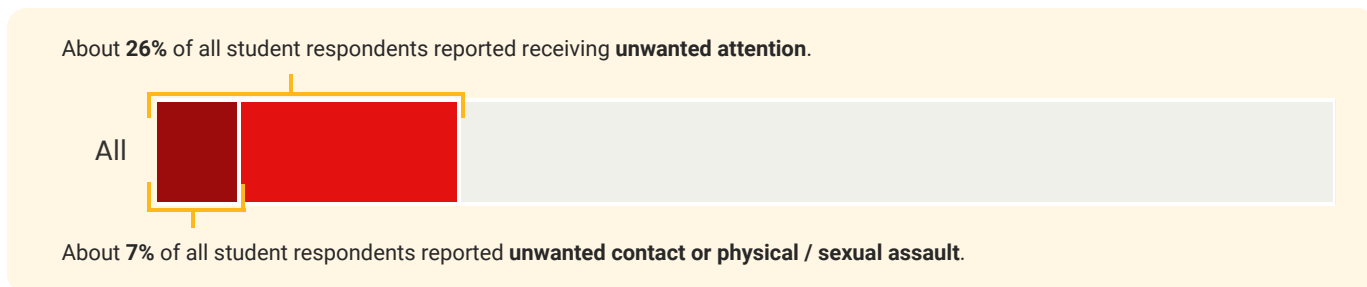 About 26% of all student respondents reported receiving unwanted attention.
All
About 7% of all student respondents reported unwanted contact or physical / sexual assault.